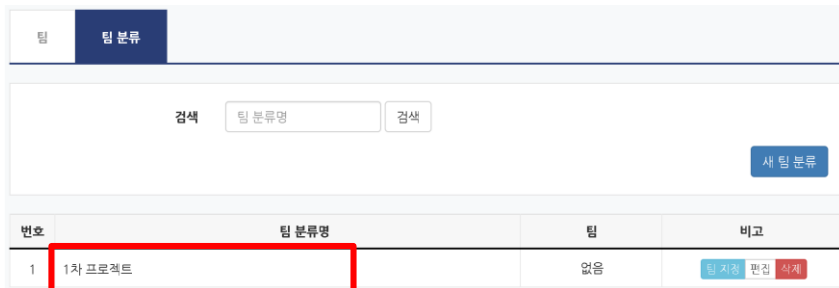 팀 팀 분류
검색 팀 분류명 검색
새 팀 분류
번호 팀 분류명 팀 비고
1 1차 프로젝트 없음 팀 지정 편집 삭제